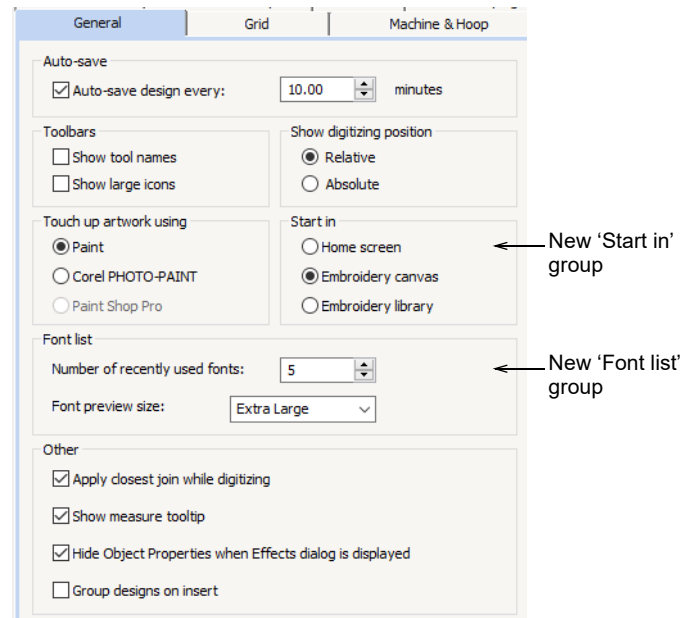 General
Grid
Machine & Hoop
Auto-save
Auto-save design every:
10.00
minutes
Toolbars
Show tool names
Show large icons
Show digitizing position
Relative
Absolute
Touch up artwork using
Paint
Corel PHOTO-PAINT
Paint Shop Pro
Start in
Home screen
Embroidery canvas
Embroidery library
New ‘Start in’
group
Font list
Number of recently used fonts:
5
Font preview size:
Extra Large
New ‘Font list’
group
Other
Apply closest join while digitizing
Show measure tooltip
Hide Object Properties when Effects dialog is displayed
Group designs on insert